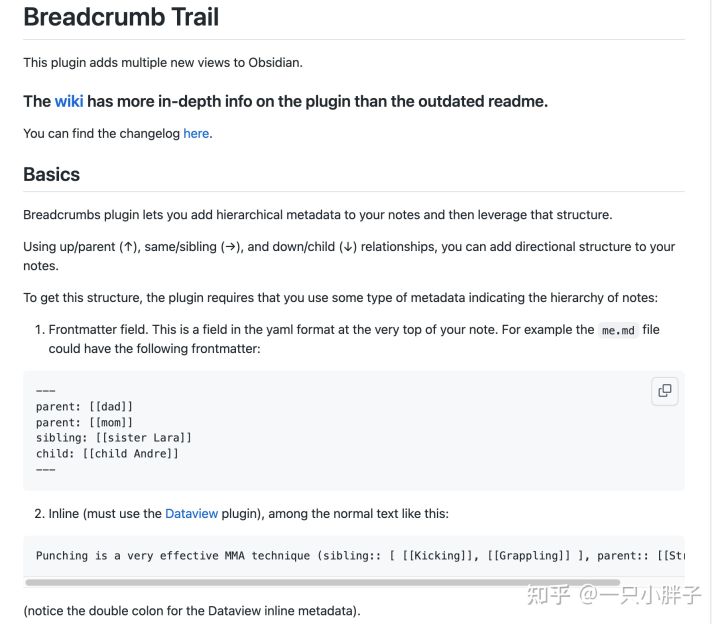 Breadcrumb Trail
This plugin adds multiple new views to Obsidian.
The wiki has more in-depth info on the plugin than the outdated readme.
You can find the changelog here.
Basics
Breadcrumbs plugin lets you add hierarchical metadata to your notes and then leverage that structure.
Using up/parent (↑), same/sibling (→), and down/child (↓) relationships, you can add directional structure to your
notes.
To get this structure, the plugin requires that you use some type of metadata indicating the hierarchy of notes:
1. Frontmatter field. This is a field in the yaml format at the very top of your note. For example the me.md file
could have the following frontmatter:
---
parent: [[dad]]
parent: [[mom]]
sibling: [[sister Lara]]
child: [[child Andre]]
---
2. Inline (must use the Dataview plugin), among the normal text like this:
Punching is a very effective MMA technique (sibling:: [ [[Kicking]], [[Grappling]] ], parent:: [[Str
(notice the double colon for the Dataview inline metadata).
知乎 @一只小胖子